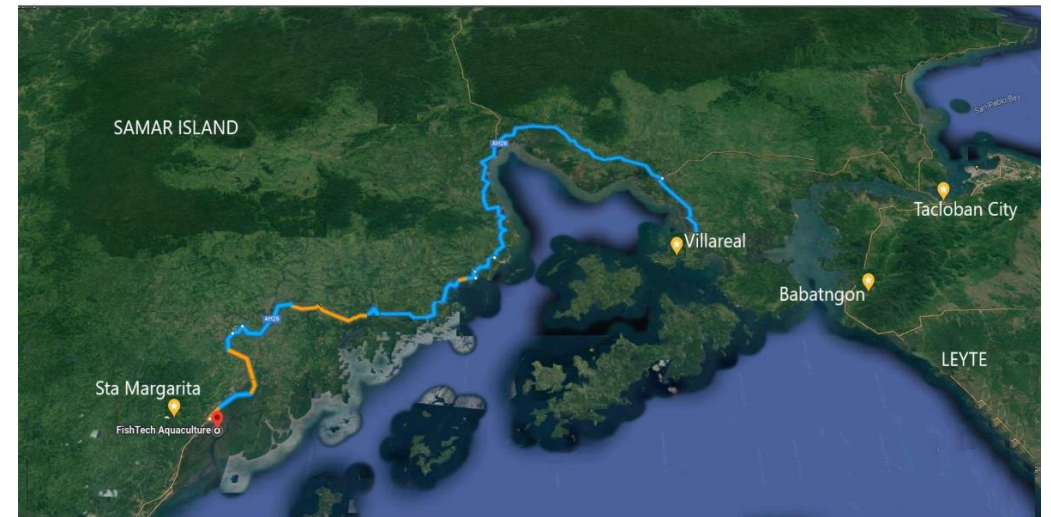 SAMAR ISLAND
AH26
San Pablo Bay
Tacloban City
Villareal
Babatngon
AH26
LEYTE
Sta Margarita
FishTech Aquaculture